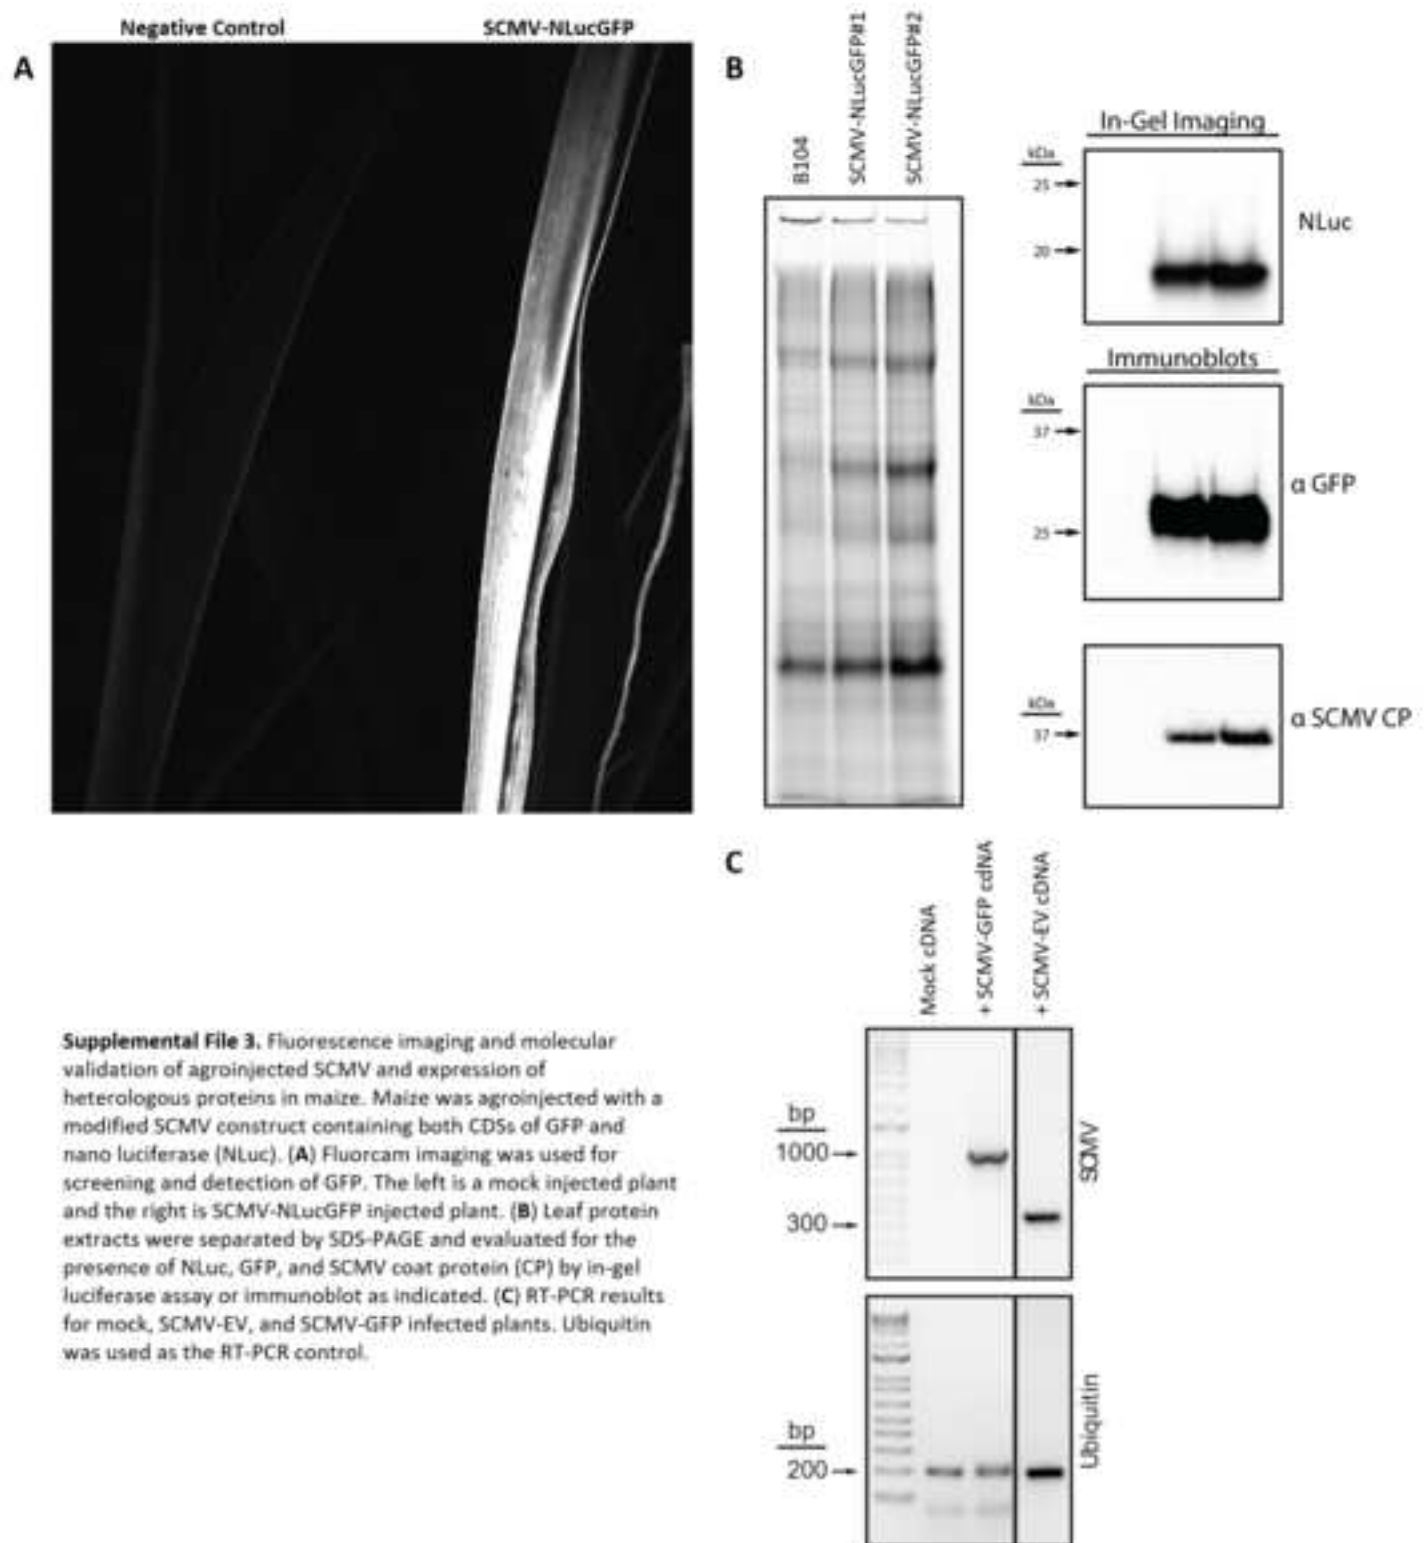 Negative Control
SCMV-NLucGFP
A
B
B104
SCMV-NLucGFP#1
SCMV-NLucGFP#2
In-Gel Imaging
kDa
25
20
NLuc
Immunoblots
kDa
37
25
α GFP
kDa
37
α SCMV CP
C
Mock cDNA
+ SCMV-GFP cdNA
+ SCMV-EV cDNA
bp
1000
300
SCMV
bp
200
Ubiquitin
Supplemental File 3. Fluorescence imaging and molecular
validation of agroinjected SCMV and expression of
heterologous proteins in maize. Maize was agroinjected with a
modified SCMV construct containing both CDSs of GFP and
nano luciferase (NLuc). (A) Fluorcam imaging was used for
screening and detection of GFP. The left is a mock injected plant
and the right is SCMV-NLucGFP injected plant. (B) Leaf protein
extracts were separated by SDS-PAGE and evaluated for the
presence of NLuc, GFP, and SCMV coat protein (CP) by in-gel
luciferase assay or immunoblot as indicated. (C) RT-PCR results
for mock, SCMV-EV, and SCMV-GFP infected plants. Ubiquitin
was used as the RT-PCR control.